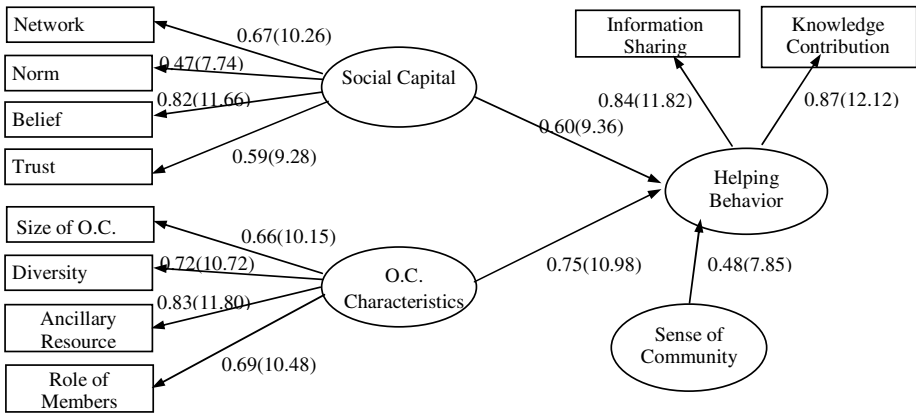 Network
Norm
Belief
Trust
0.67(10.26)
0.47(7.74)
0.82(11.66)
0.59(9.28)
Social Capital
Information
Sharing
Knowledge
Contribution
0.84(11.82)
0.87(12.12)
0.60(9.36)
Helping
Behavior
Size of O.C.
Diversity
Ancillary
Resource
Role of
Members
0.66(10.15)
0.72(10.72)
0.83(11.80)
0.69(10.48)
O.C.
Characteristics
0.75(10.98)
0.48(7.85)
Sense of
Community